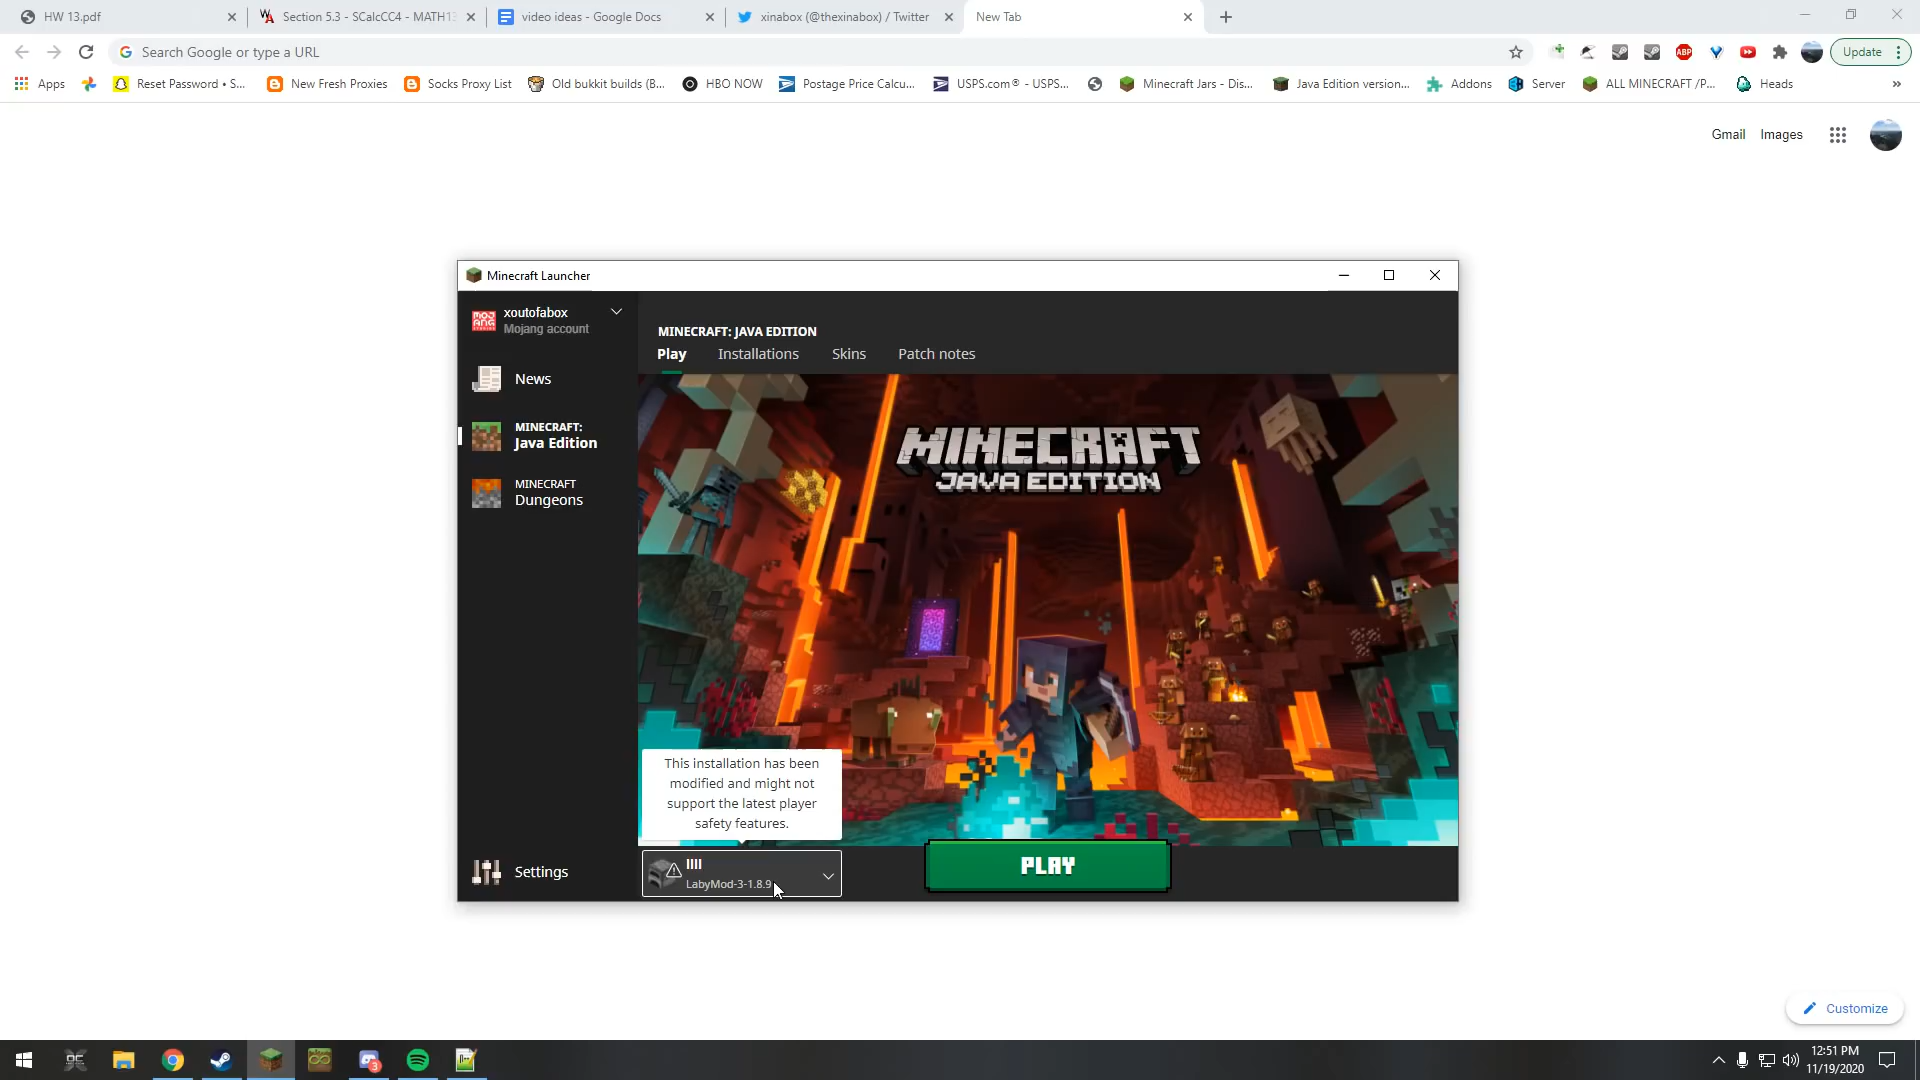 HW 13.pdf
Section 5.3 - SCalcCC4 - MATH13
video ideas - Google Docs
xinabox (@thexinabox) / Twitter
New Tab
Search Google or type a URL
ABP
Update
Apps
Reset Password • S...
New Fresh Proxies
Socks Proxy List
Old bukkit builds (B...
HBO NOW
Postage Price Calcu...
USPS.com® - USPS...
Minecraft Jars - Dis...
Java Edition version...
Addons
Server
ALL MINECRAFT /P...
Heads
»
Gmail
Images
Minecraft Launcher
MOJANG
xoutofabox
Mojang account
MINECRAFT: JAVA EDITION
Play
Installations
Skins
Patch notes
News
MINECRAFT:
Java Edition
MINECRAFT
Dungeons
MINECRAFT
JAVA EDITION
This installation has been
modified and might not
support the latest player
safety features.
Settings
llll
LabyMod-3-1.8.9
PLAY
Customize
3
12:51 PM
11/19/2020